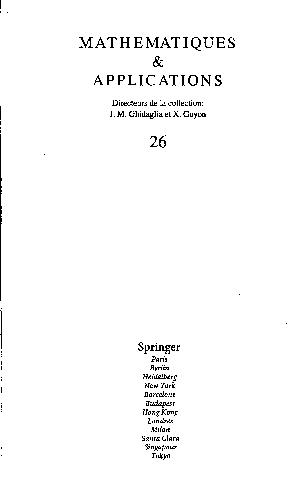 MATHEMATIQUES
&
APPLICATIONS
Directeurs de la collection:
J. M. Ghidaglia et X. Guyon
26
Springer
Paris
Berlin
Heidelberg
New York
Barcelone
Budapest
Hong Kong
Londres
Milan
Santa Clara
Singapour
Tokyo